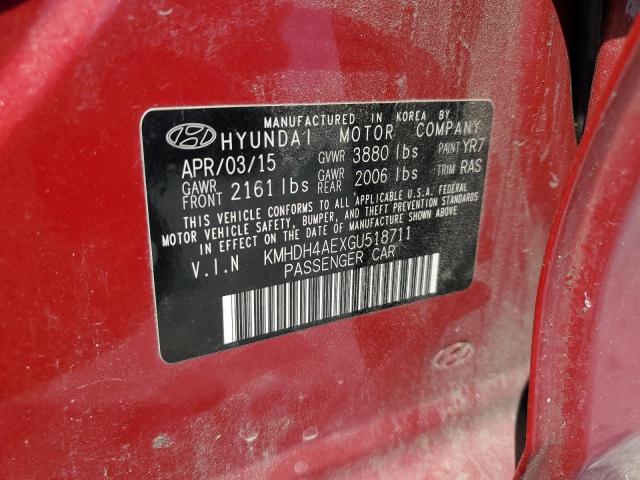 MANUFACTURED IN KOREA BY
HYUNDAI MOTOR COMPANY
APR/03/15 GVWR 3880 lbs PAINT YR7
GAWR FRONT 2161 lbs GAWR REAR 2006 lbs TRIM RAS
THIS VEHICLE CONFORMS TO ALL APPLICABLE U.S.A. FEDERAL
MOTOR VEHICLE SAFETY, BUMPER, AND THEFT PREVENTION STANDARDS
IN EFFECT ON THE DATE OF MANUFACTURE SHOWN ABOVE.
V.I.N KMHDH4AEXGU518711
PASSENGER CAR